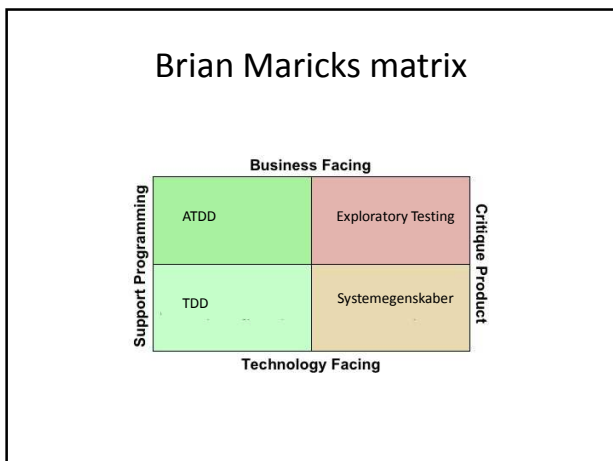 Brian Maricks matrix
Business Facing
Support Programming
ATDD
Exploratory Testing
Critique Product
TDD
Systemegenskaber
Technology Facing